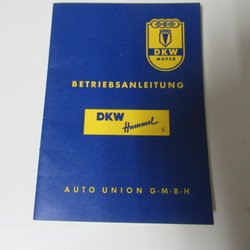 DKW
MOPED
BETRIEBSANLEITUNG
DKW Hummel
S
AUTO UNION G·M·B·H